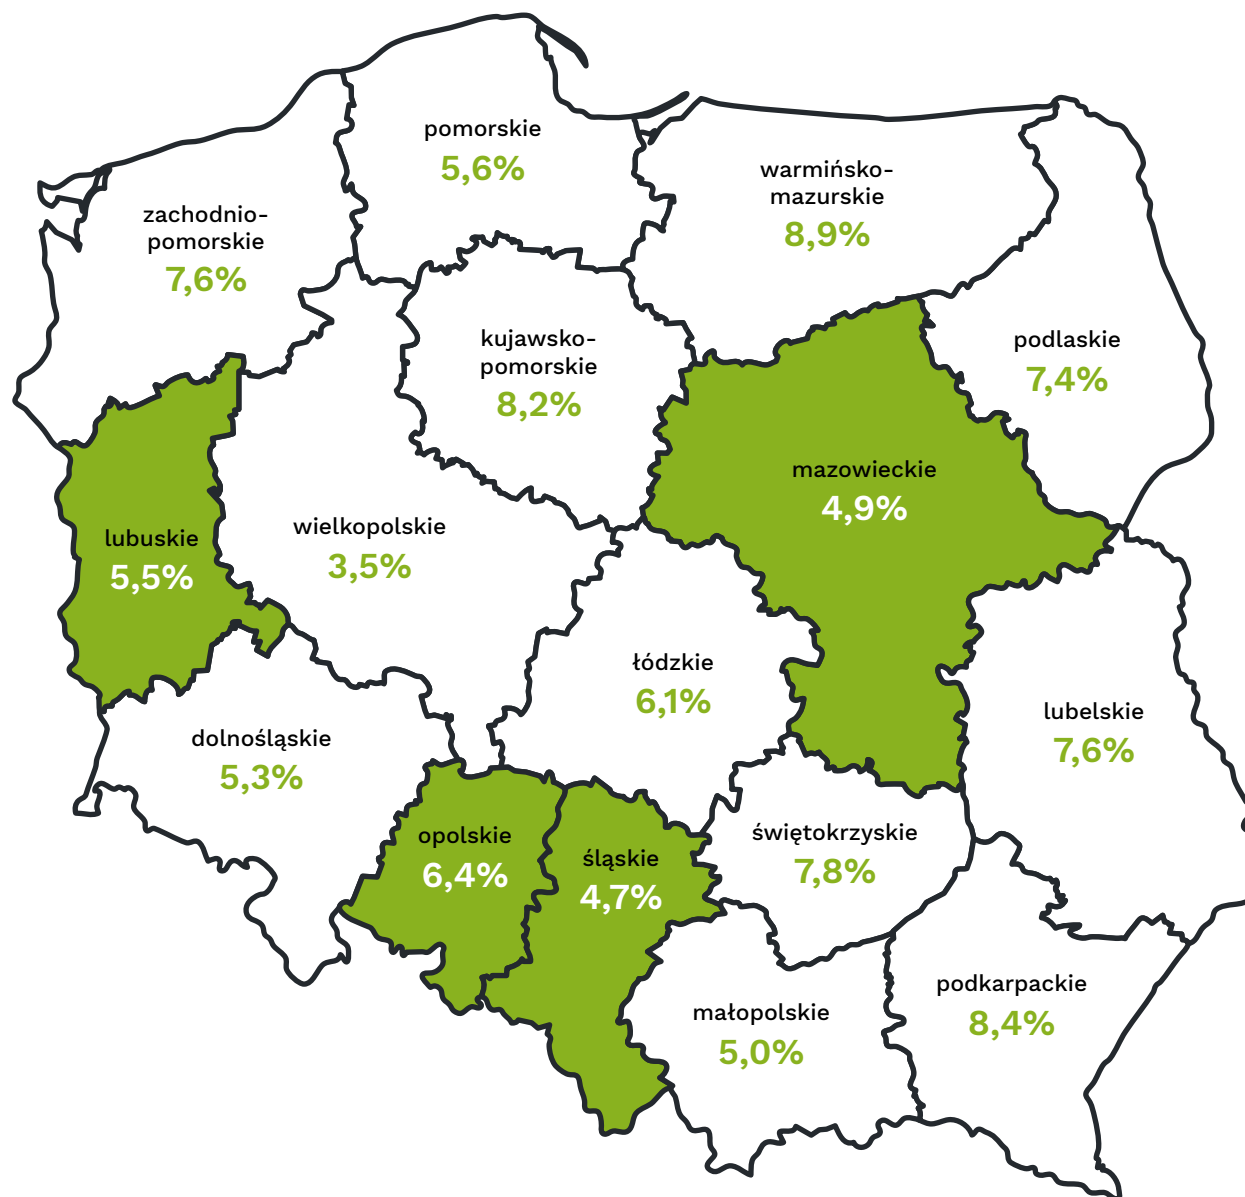 pomorskie
5,6%
warmińsko-
mazurskie
8,9%
zachodnio-
pomorskie
7,6%
kujawsko-
pomorskie
8,2%
podlaskie
7,4%
mazowieckie
4,9%
lubuskie
5,5%
wielkopolskie
3,5%
łódzkie
6,1%
lubelskie
7,6%
dolnośląskie
5,3%
opolskie
6,4%
śląskie
4,7%
świętokrzyskie
7,8%
małopolskie
5,0%
podkarpackie
8,4%